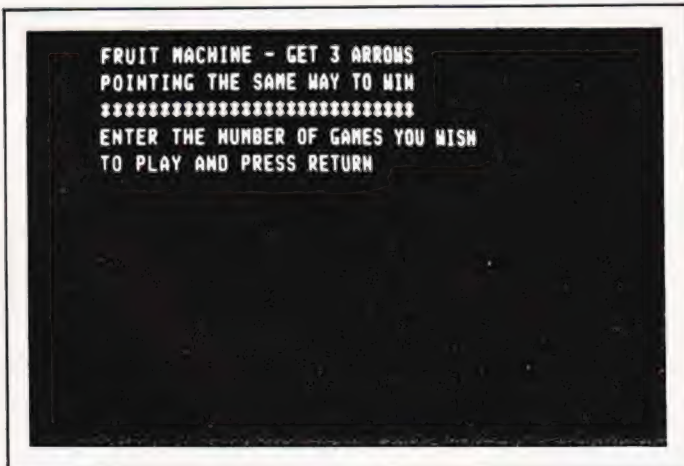 FRUIT MACHINE - GET 3 ARROWS
POINTING THE SAME WAY TO WIN
******************************
ENTER THE NUMBER OF GAMES YOU WISH
TO PLAY AND PRESS RETURN